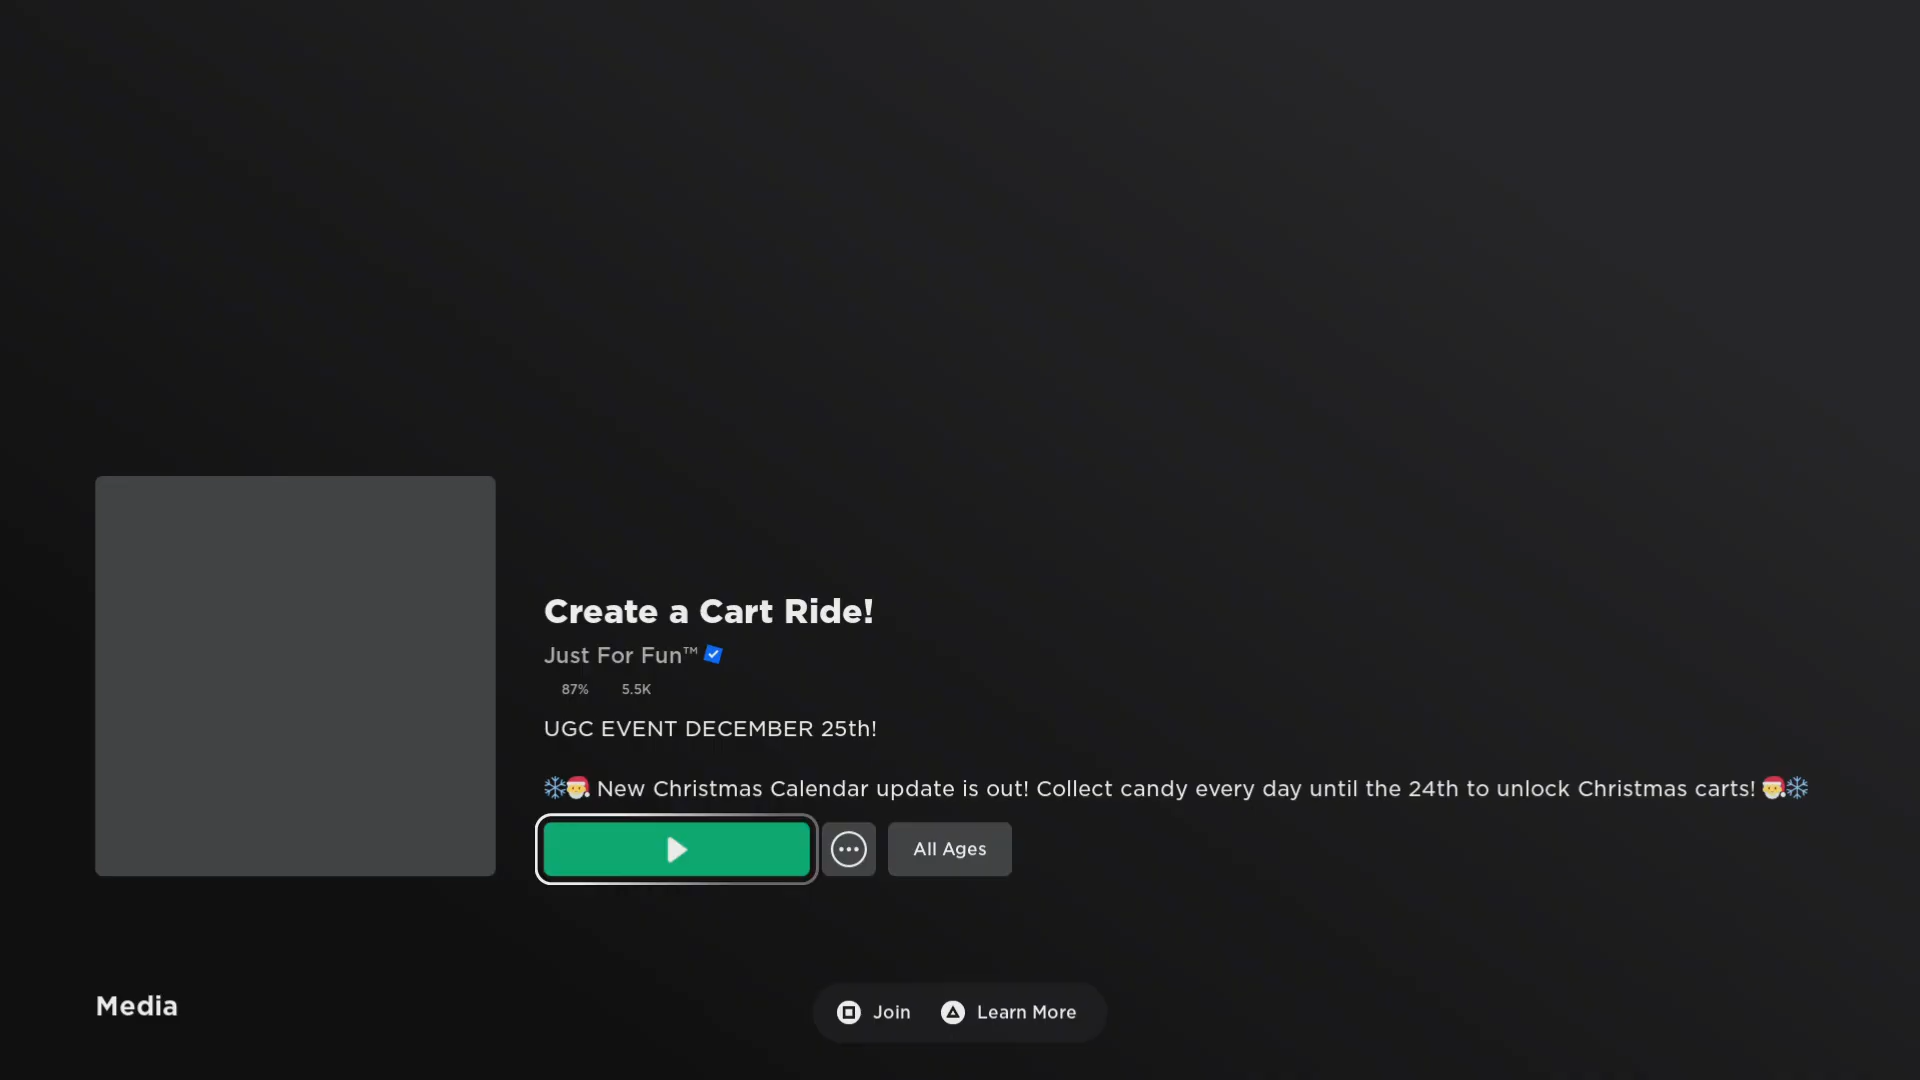 Create a Cart Ride!
Just For Fun™
87% 5.5K
UGC EVENT DECEMBER 25th!
❄️🎅 New Christmas Calendar update is out! Collect candy every day until the 24th to unlock Christmas carts! 🎅❄️
All Ages
Media
Join Learn More